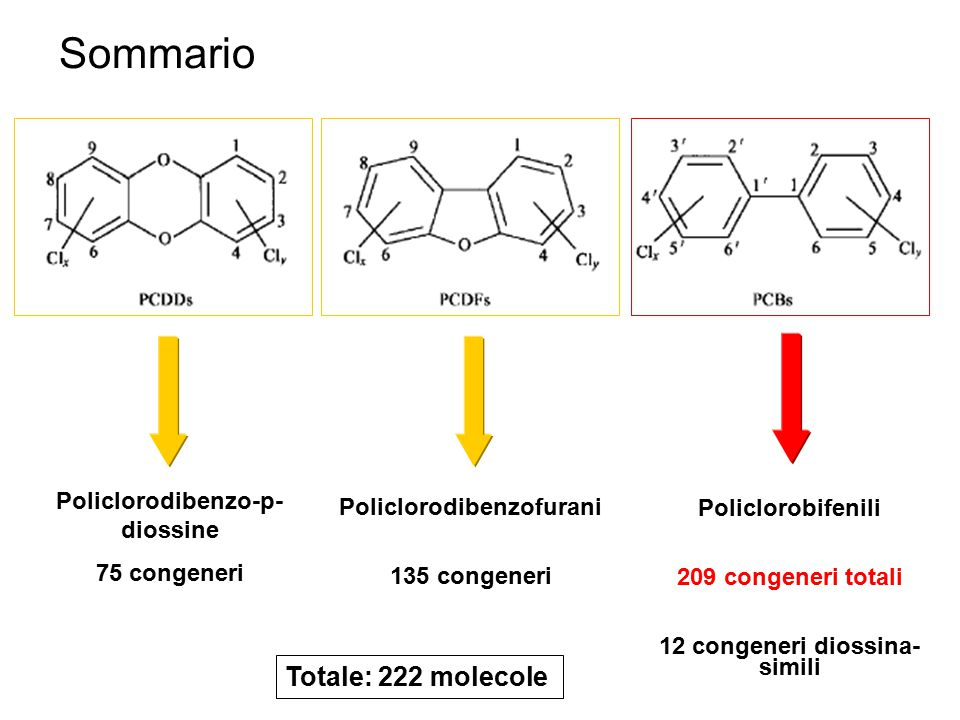 Sommario
9 1
8 O 2
7 O 3
Clx 6 4 Cly
PCDDs
9 1
8 2
7 3
Clx 6 O 4 Cly
PCDFs
3' 2' 2 3
4' 1' 1 4
Clx 5' 6' 6 5 Cly
PCBs
Policlorodibenzo-p-
diossine
75 congeneri
Policlorodibenzofurani
135 congeneri
Policlorobifenili
209 congeneri totali
12 congeneri diossina-
simili
Totale: 222 molecole